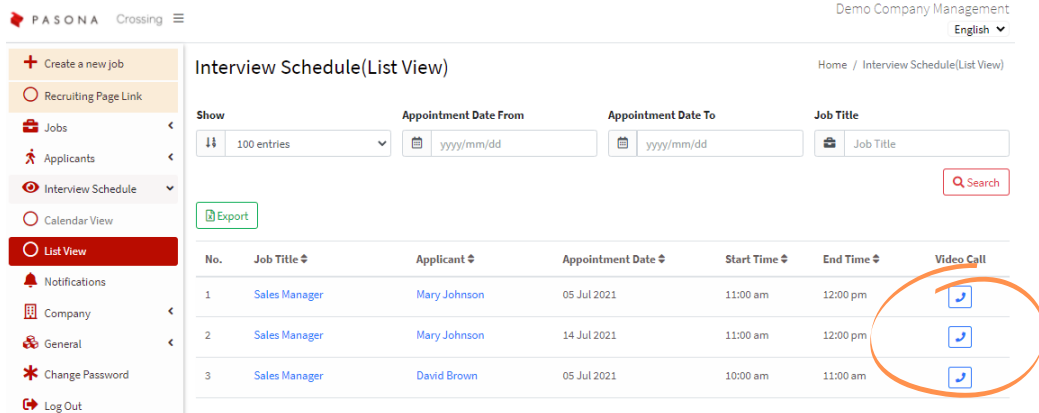 Demo Company Management
PASONA Crossing
English
Create a new job
Recruiting Page Link
Jobs
Applicants
Interview Schedule
Calendar View
List View
Notifications
Company
General
Change Password
Log Out
Interview Schedule(List View)
Home / Interview Schedule(List View)
Show Appointment Date From Appointment Date To Job Title
100 entries yyyy/mm/dd yyyy/mm/dd Job Title
Search
Export
No. Job Title Applicant Appointment Date Start Time End Time Video Call
1 Sales Manager Mary Johnson 05 Jul 2021 11:00 am 12:00 pm
2 Sales Manager Mary Johnson 14 Jul 2021 11:00 am 12:00 pm
3 Sales Manager David Brown 05 Jul 2021 10:00 am 11:00 am